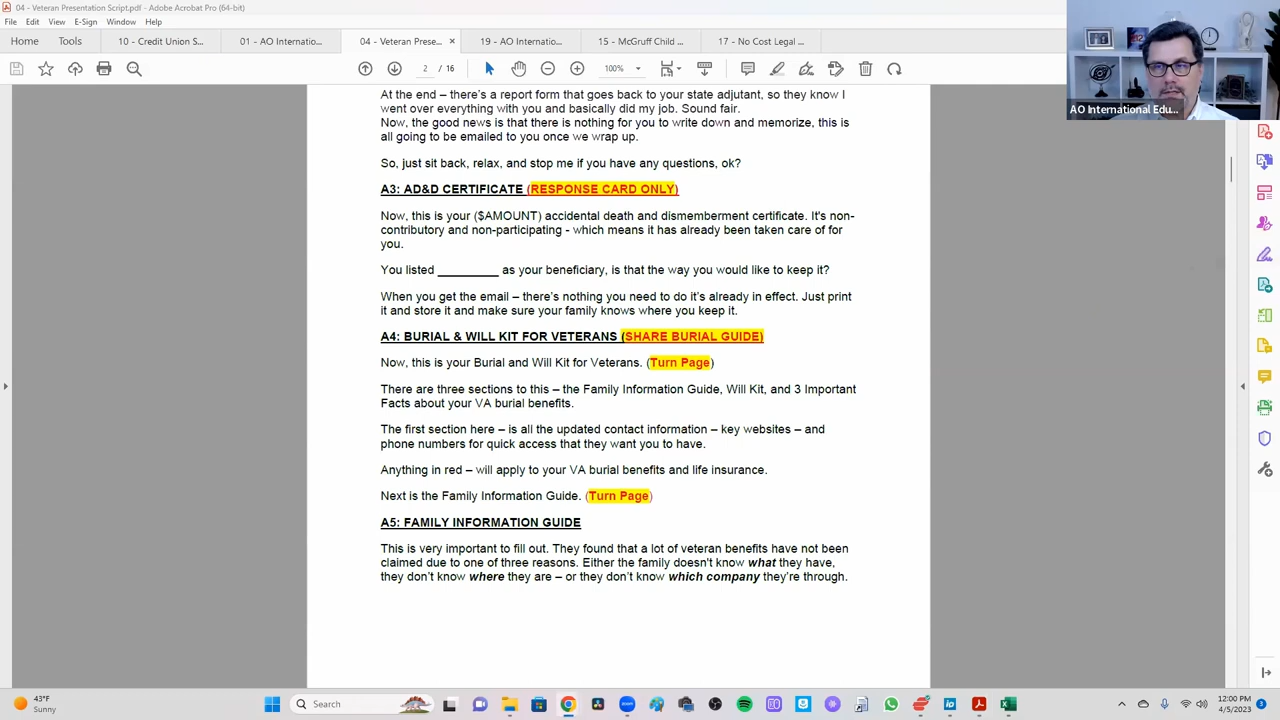 04 - Veteran Presentation Script.pdf - Adobe Acrobat Pro (64-bit)
File Edit View E-Sign Window Help
Home Tools 10 - Credit Union S... 01 - AO Internatio... 04 - Veteran Prese... × 19 - AO Internatio... 15 - McGruff Child ... 17 - No Cost Legal ...
2 / 16 100%
AO International Edu...
At the end – there's a report form that goes back to your state adjutant, so they know I
went over everything with you and basically did my job. Sound fair.
Now, the good news is that there is nothing for you to write down and memorize, this is
all going to be emailed to you once we wrap up.
So, just sit back, relax, and stop me if you have any questions, ok?
A3: AD&D CERTIFICATE (RESPONSE CARD ONLY)
Now, this is your ($AMOUNT) accidental death and dismemberment certificate. It's non-
contributory and non-participating - which means it has already been taken care of for
you.
You listed _________ as your beneficiary, is that the way you would like to keep it?
When you get the email – there's nothing you need to do it's already in effect. Just print
it and store it and make sure your family knows where you keep it.
A4: BURIAL & WILL KIT FOR VETERANS (SHARE BURIAL GUIDE)
Now, this is your Burial and Will Kit for Veterans. (Turn Page)
There are three sections to this – the Family Information Guide, Will Kit, and 3 Important
Facts about your VA burial benefits.
The first section here – is all the updated contact information – key websites – and
phone numbers for quick access that they want you to have.
Anything in red – will apply to your VA burial benefits and life insurance.
Next is the Family Information Guide. (Turn Page)
A5: FAMILY INFORMATION GUIDE
This is very important to fill out. They found that a lot of veteran benefits have not been
claimed due to one of three reasons. Either the family doesn't know what they have,
they don't know where they are – or they don't know which company they're through.
43°F
Sunny
Search
12:00 PM
4/5/2023